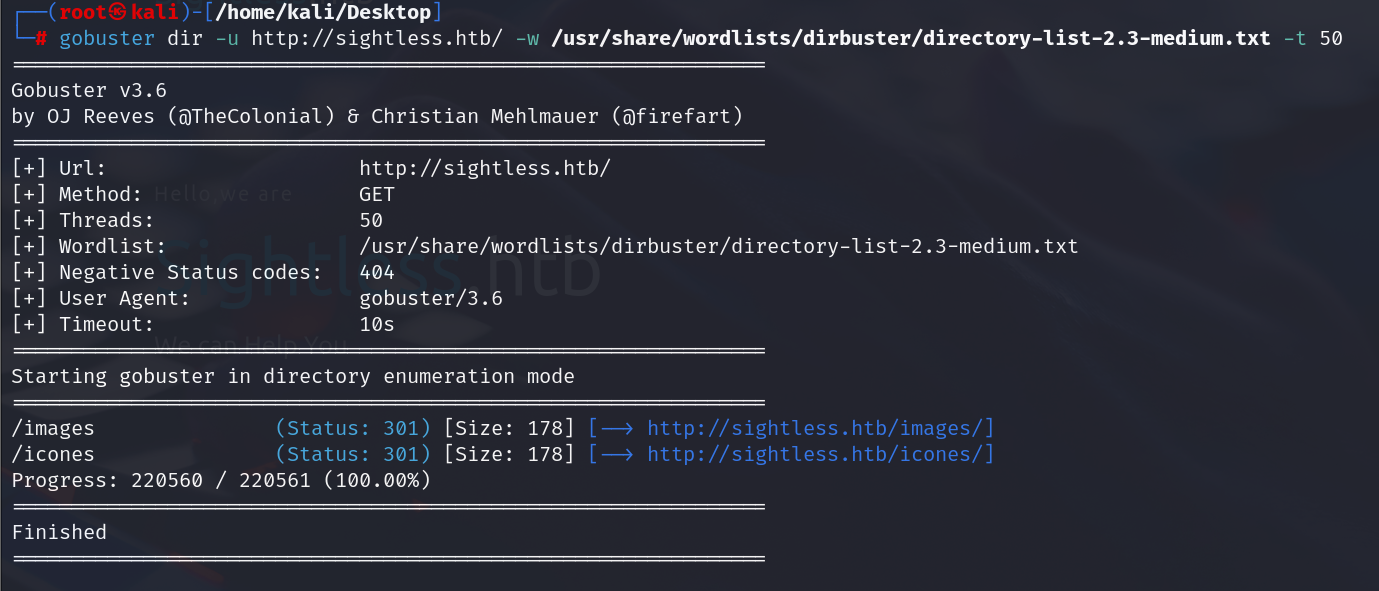 ┌──(root㉿kali)-[/home/kali/Desktop]
└─# gobuster dir -u http://sightless.htb/ -w /usr/share/wordlists/dirbuster/directory-list-2.3-medium.txt -t 50
===============================================================
Gobuster v3.6
by OJ Reeves (@TheColonial) & Christian Mehlmauer (@firefart)
===============================================================
[+] Url:                     http://sightless.htb/
[+] Method:                  GET
[+] Threads:                 50
[+] Wordlist:                /usr/share/wordlists/dirbuster/directory-list-2.3-medium.txt
[+] Negative Status codes:   404
[+] User Agent:              gobuster/3.6
[+] Timeout:                 10s
===============================================================
Starting gobuster in directory enumeration mode
===============================================================
/images               (Status: 301) [Size: 178] [--> http://sightless.htb/images/]
/icones               (Status: 301) [Size: 178] [--> http://sightless.htb/icones/]
Progress: 220560 / 220561 (100.00%)
===============================================================
Finished
===============================================================
Hello,we are
Sightless.htb
We can Help You